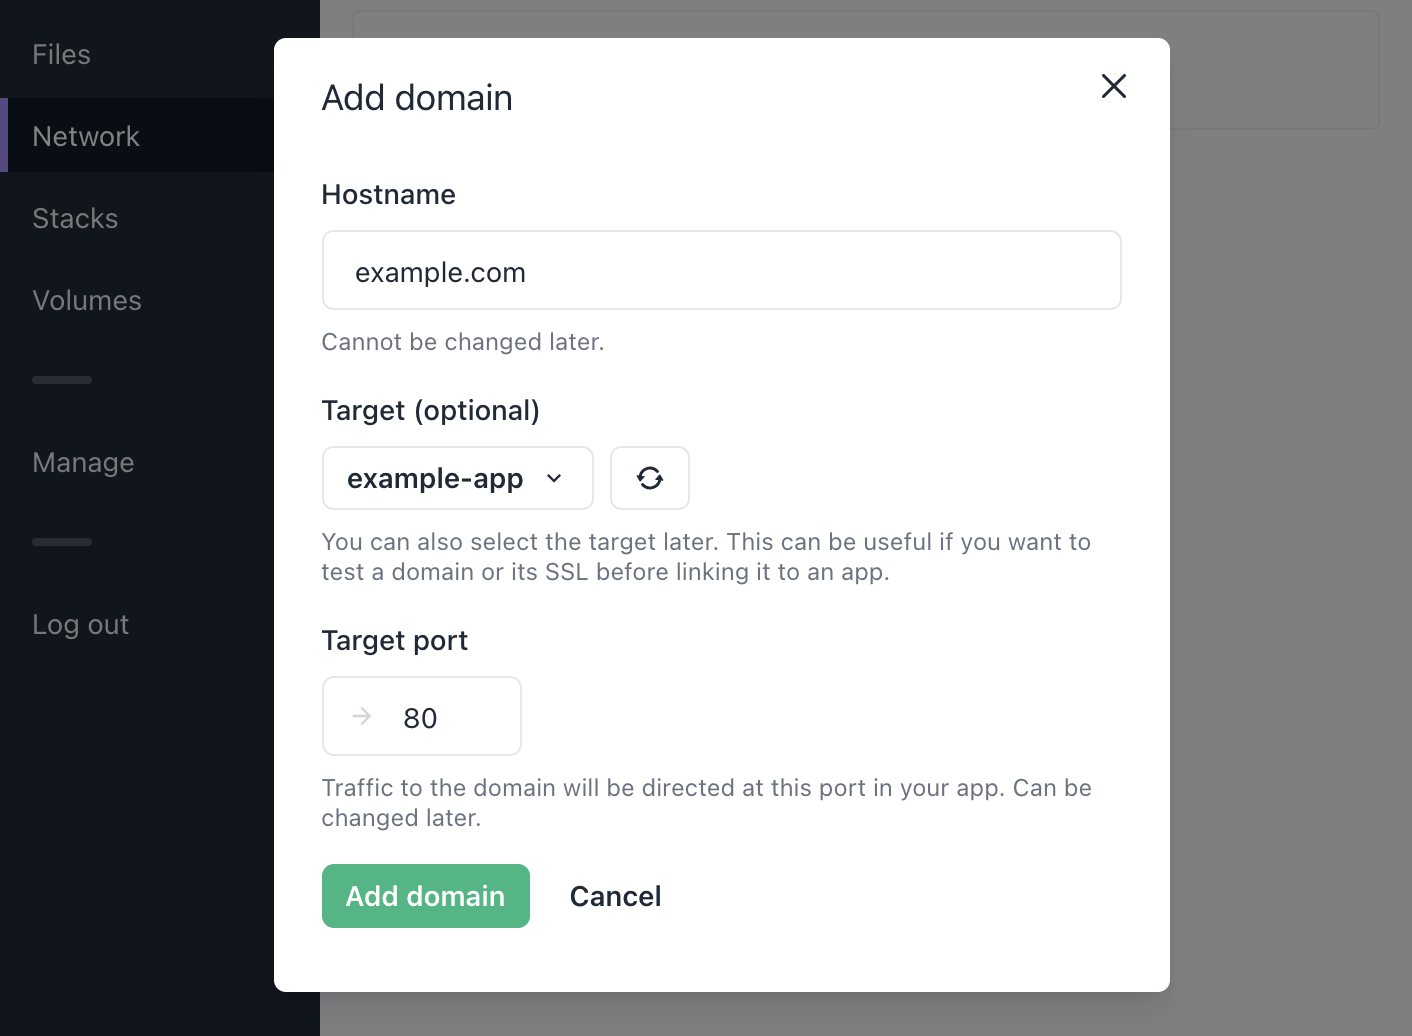 Files
Network
Stacks
Volumes
Manage
Log out
Add domain
Hostname
example.com
Cannot be changed later.
Target (optional)
example-app
You can also select the target later. This can be useful if you want to
test a domain or its SSL before linking it to an app.
Target port
80
Traffic to the domain will be directed at this port in your app. Can be
changed later.
Add domain
Cancel